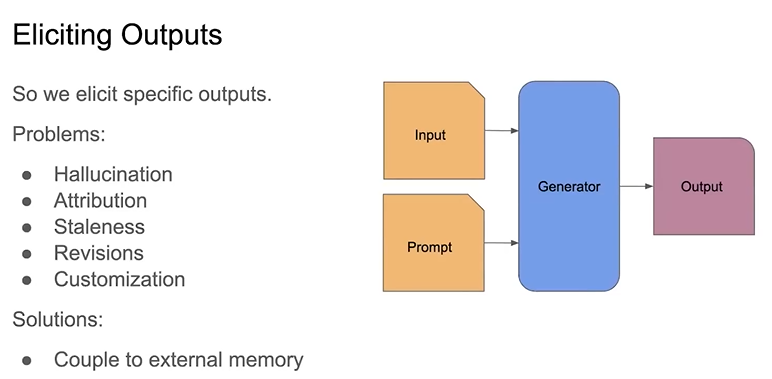 Eliciting Outputs
So we elicit specific outputs.
Problems:
● Hallucination
● Attribution
● Staleness
● Revisions
● Customization
Solutions:
● Couple to external memory
Input
Prompt
Generator
Output